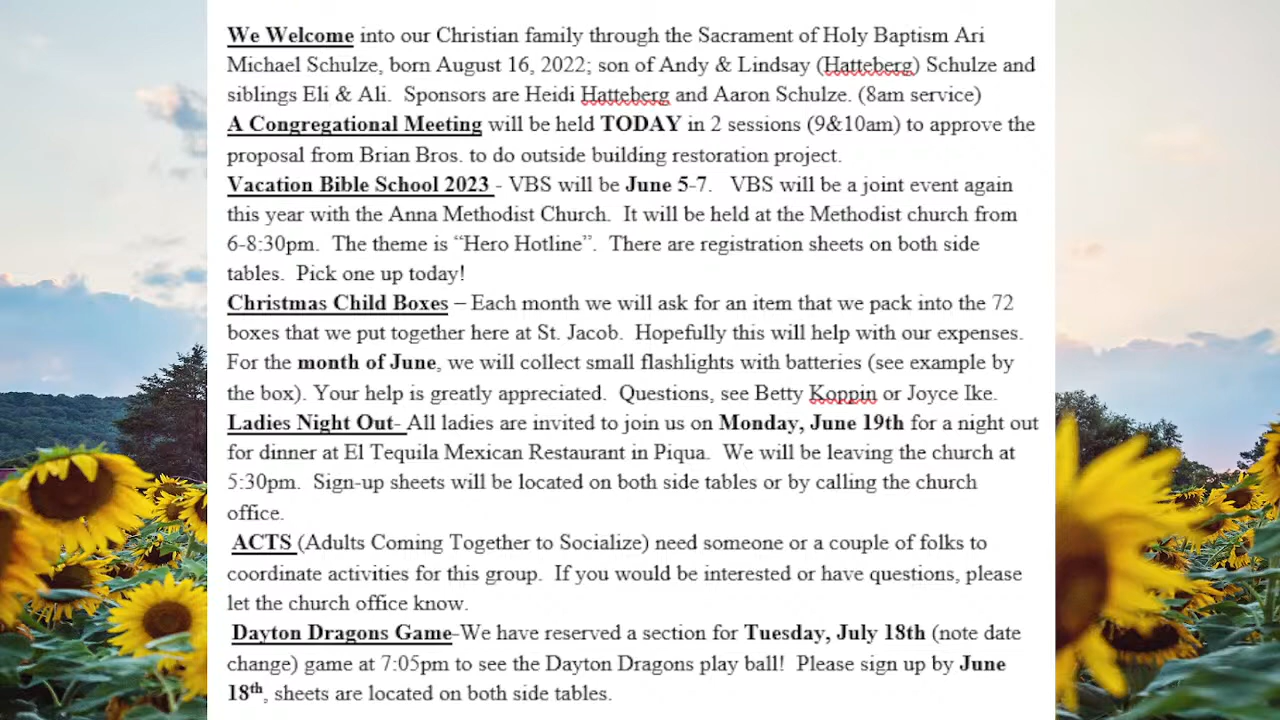 We Welcome into our Christian family through the Sacrament of Holy Baptism Ari
Michael Schulze, born August 16, 2022; son of Andy & Lindsay (Hatteberg) Schulze and
siblings Eli & Ali.  Sponsors are Heidi Hatteberg and Aaron Schulze. (8am service)
A Congregational Meeting will be held TODAY in 2 sessions (9&10am) to approve the
proposal from Brian Bros. to do outside building restoration project.
Vacation Bible School 2023 - VBS will be June 5-7.   VBS will be a joint event again
this year with the Anna Methodist Church.  It will be held at the Methodist church from
6-8:30pm.  The theme is “Hero Hotline”.  There are registration sheets on both side
tables.  Pick one up today!
Christmas Child Boxes – Each month we will ask for an item that we pack into the 72
boxes that we put together here at St. Jacob.  Hopefully this will help with our expenses.
For the month of June, we will collect small flashlights with batteries (see example by
the box). Your help is greatly appreciated.  Questions, see Betty Koppin or Joyce Ike.
Ladies Night Out- All ladies are invited to join us on Monday, June 19th for a night out
for dinner at El Tequila Mexican Restaurant in Piqua.  We will be leaving the church at
5:30pm.  Sign-up sheets will be located on both side tables or by calling the church
office.
ACTS (Adults Coming Together to Socialize) need someone or a couple of folks to
coordinate activities for this group.  If you would be interested or have questions, please
let the church office know.
Dayton Dragons Game-We have reserved a section for Tuesday, July 18th (note date
change) game at 7:05pm to see the Dayton Dragons play ball!  Please sign up by June
18th, sheets are located on both side tables.